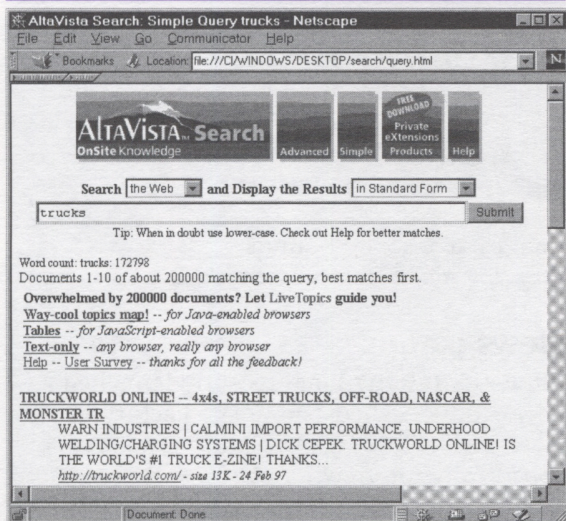 AltaVista Search: Simple Query trucks - Netscape
File Edit View Go Communicator Help
Bookmarks Location: file:///C|/WINDOWS/DESKTOP/search/query.html
N
ALTAVISTA™ Search
OnSite Knowledge
Advanced
Simple
FREE DOWNLOAD
Private eXtensions Products
Help
Search the Web and Display the Results in Standard Form
trucks Submit
Tip: When in doubt use lower-case. Check out Help for better matches.
Word count: trucks: 172798
Documents 1-10 of about 200000 matching the query, best matches first.
Overwhelmed by 200000 documents? Let LiveTopics guide you!
Way-cool topics map! -- for Java-enabled browsers
Tables -- for JavaScript-enabled browsers
Text-only -- any browser, really any browser
Help -- User Survey -- thanks for all the feedback!
TRUCKWORLD ONLINE! -- 4x4s, STREET TRUCKS, OFF-ROAD, NASCAR, &
MONSTER TR
WARN INDUSTRIES | CALMINI IMPORT PERFORMANCE. UNDERHOOD
WELDING/CHARGING SYSTEMS | DICK CEPEK. TRUCKWORLD ONLINE! IS
THE WORLD'S #1 TRUCK E-ZINE! THANKS...
http://truckworld.com/ - size 13K - 24 Feb 97
Document: Done